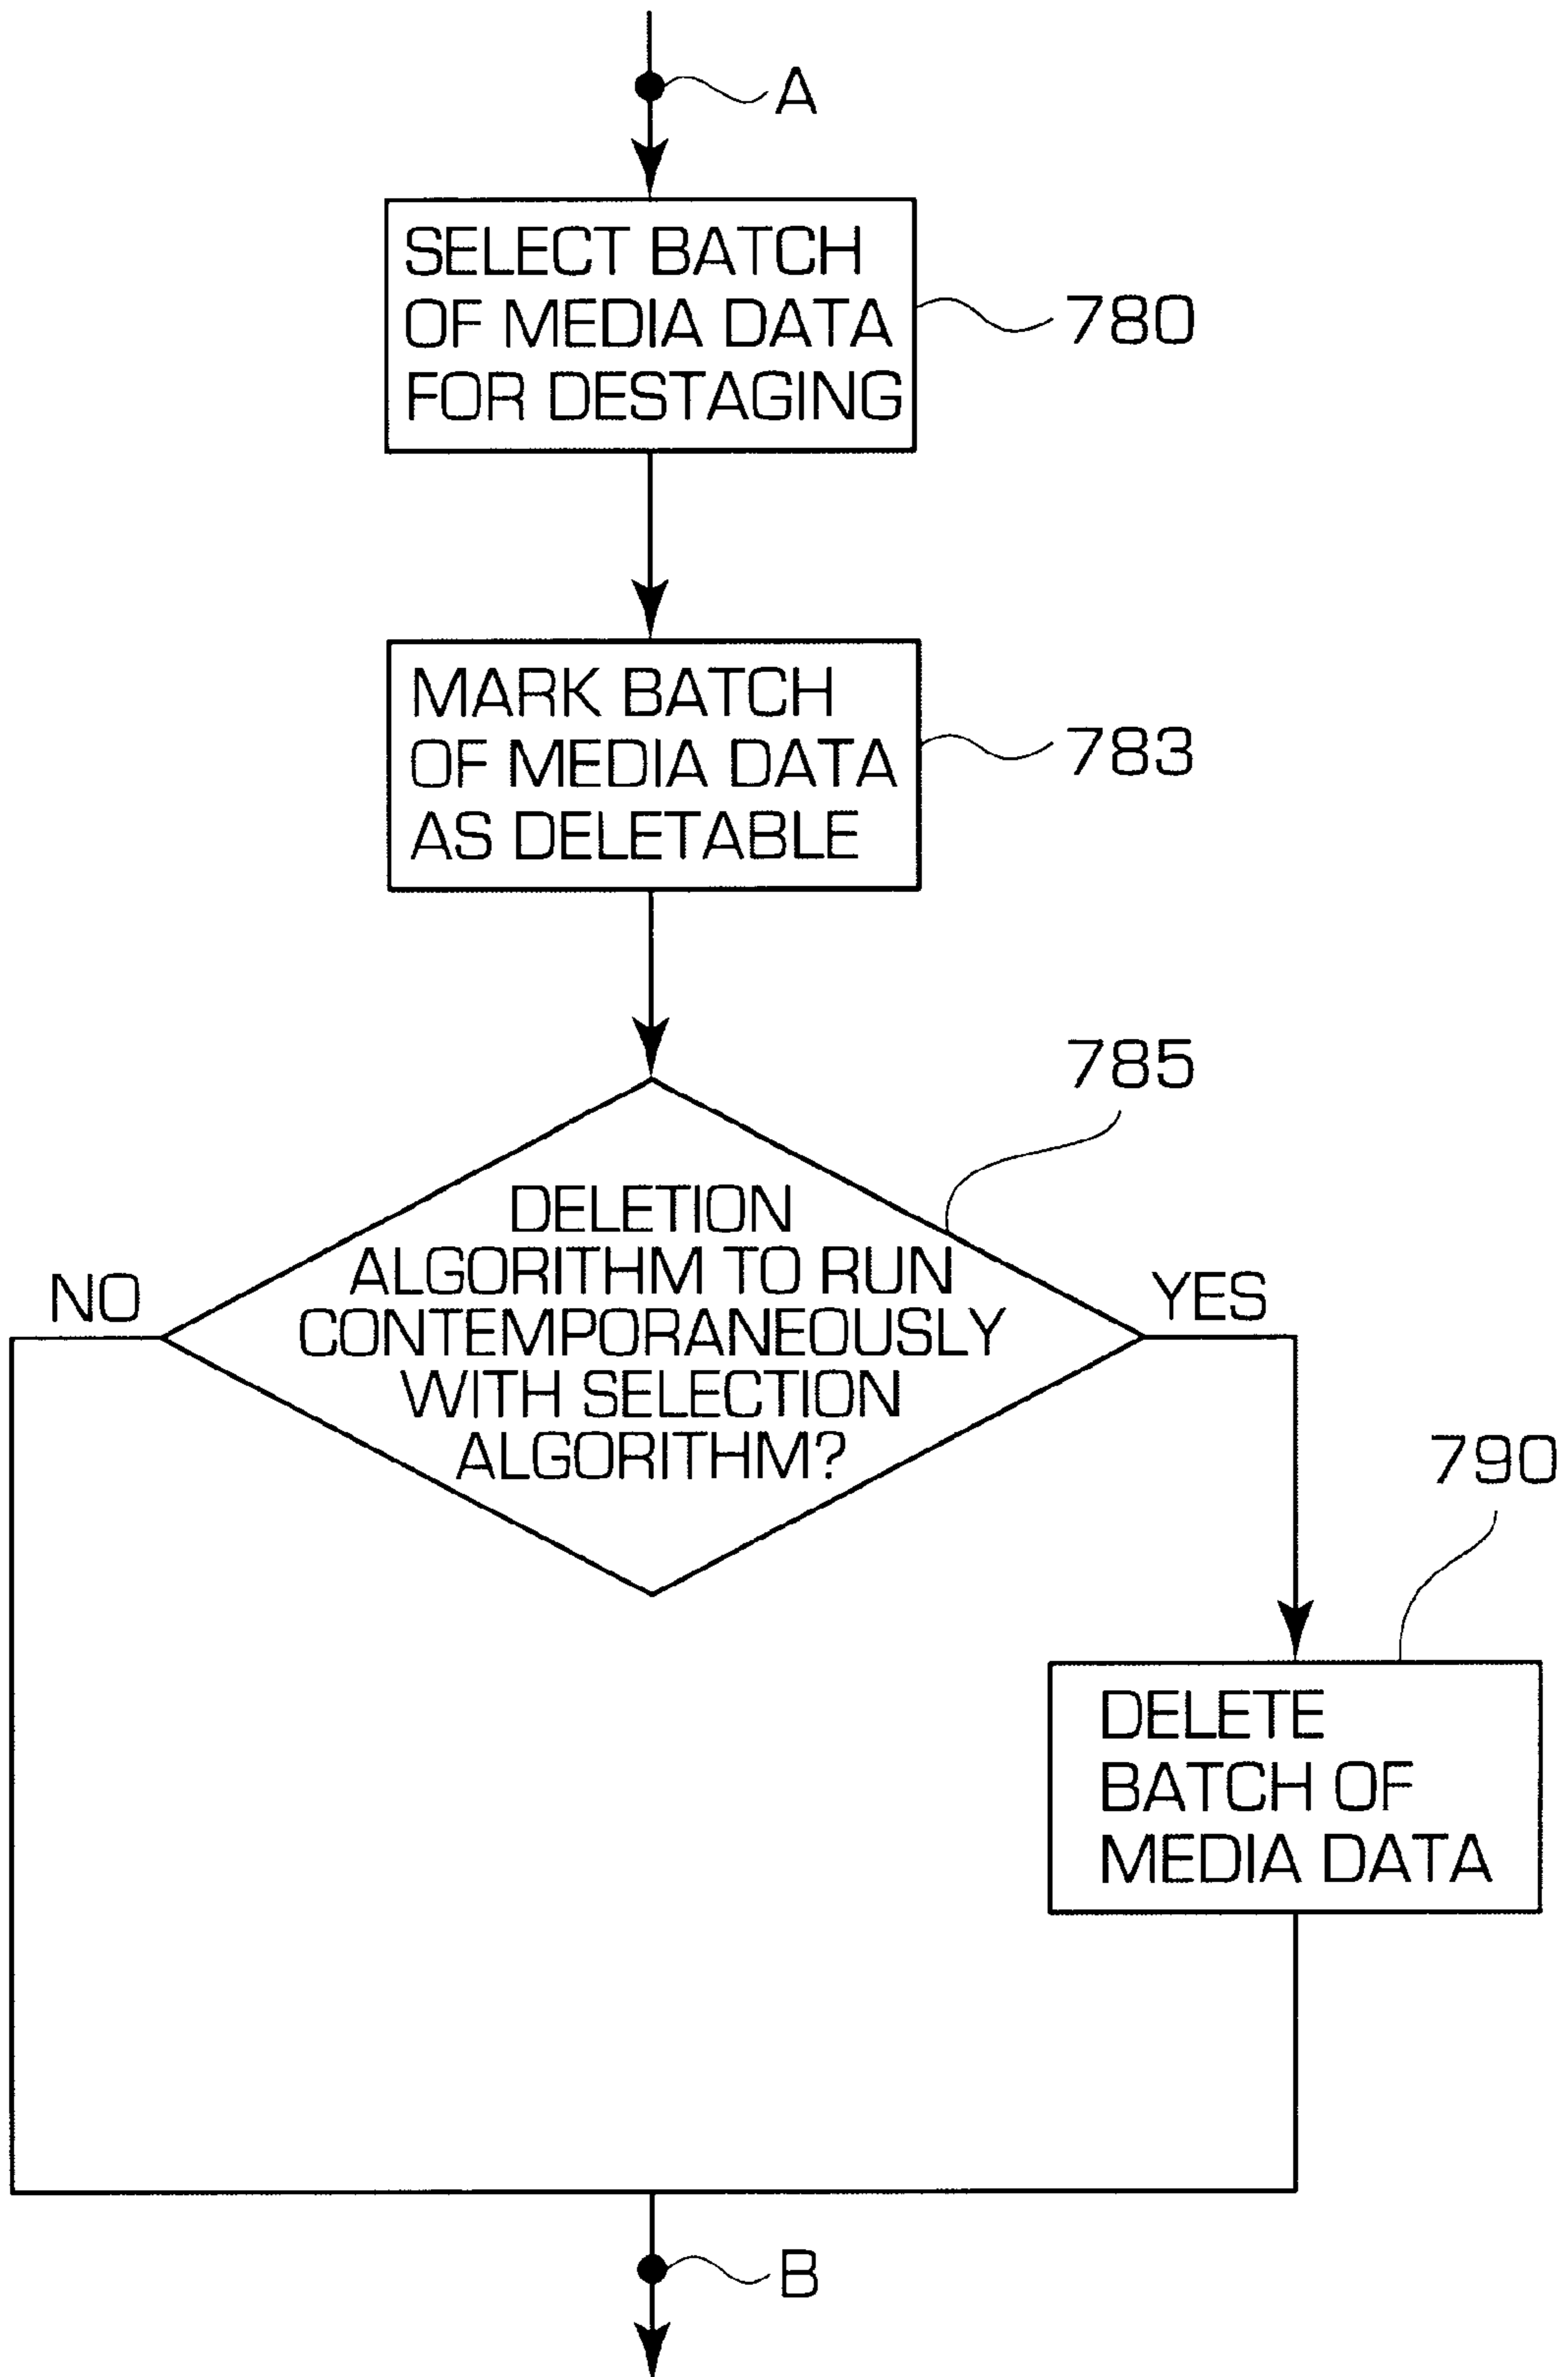 A
SELECT BATCH
OF MEDIA DATA
FOR DESTAGING
780
MARK BATCH
OF MEDIA DATA
AS DELETABLE
783
785
DELETION
ALGORITHM TO RUN
CONTEMPORANEOUSLY
WITH SELECTION
ALGORITHM?
NO
YES
790
DELETE
BATCH OF
MEDIA DATA
B